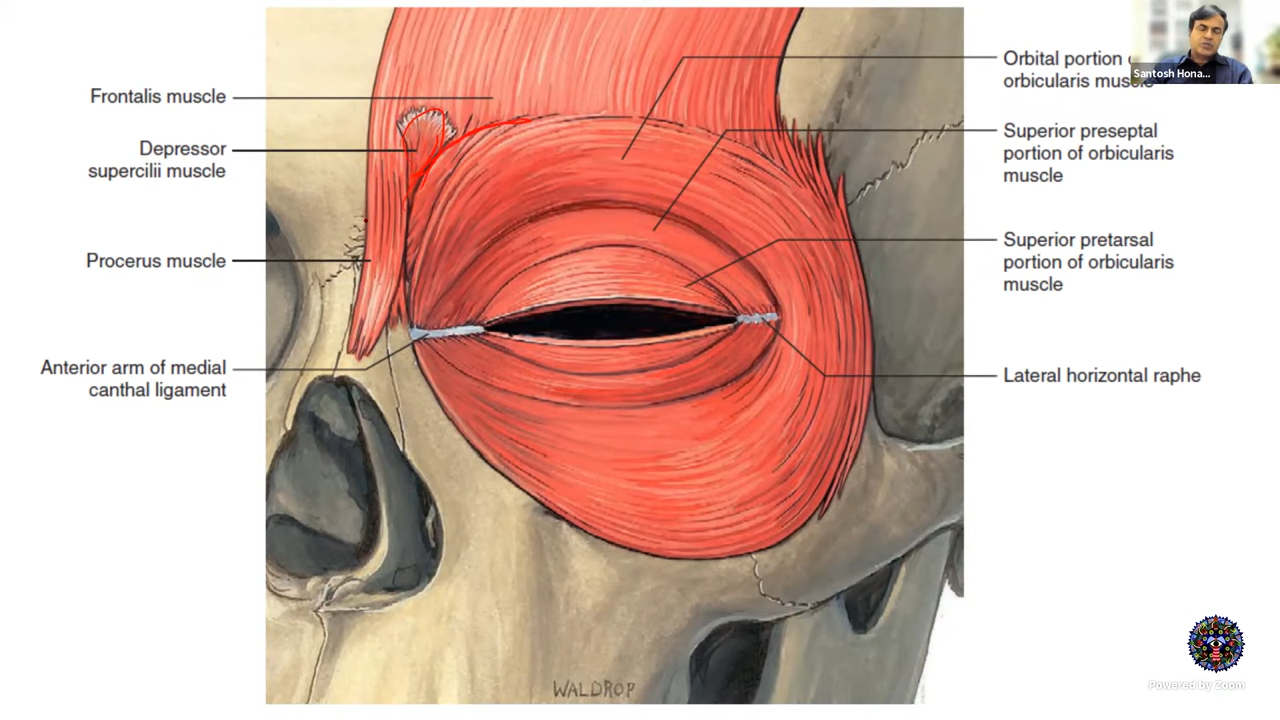 Frontalis muscle
Depressor
supercilii muscle
Procerus muscle
Anterior arm of medial
canthal ligament
Orbital portion
orbicularis muscle
Superior preseptal
portion of orbicularis
muscle
Superior pretarsal
portion of orbicularis
muscle
Lateral horizontal raphe
Santosh Hona...
WALDROP
Powered by Zoom